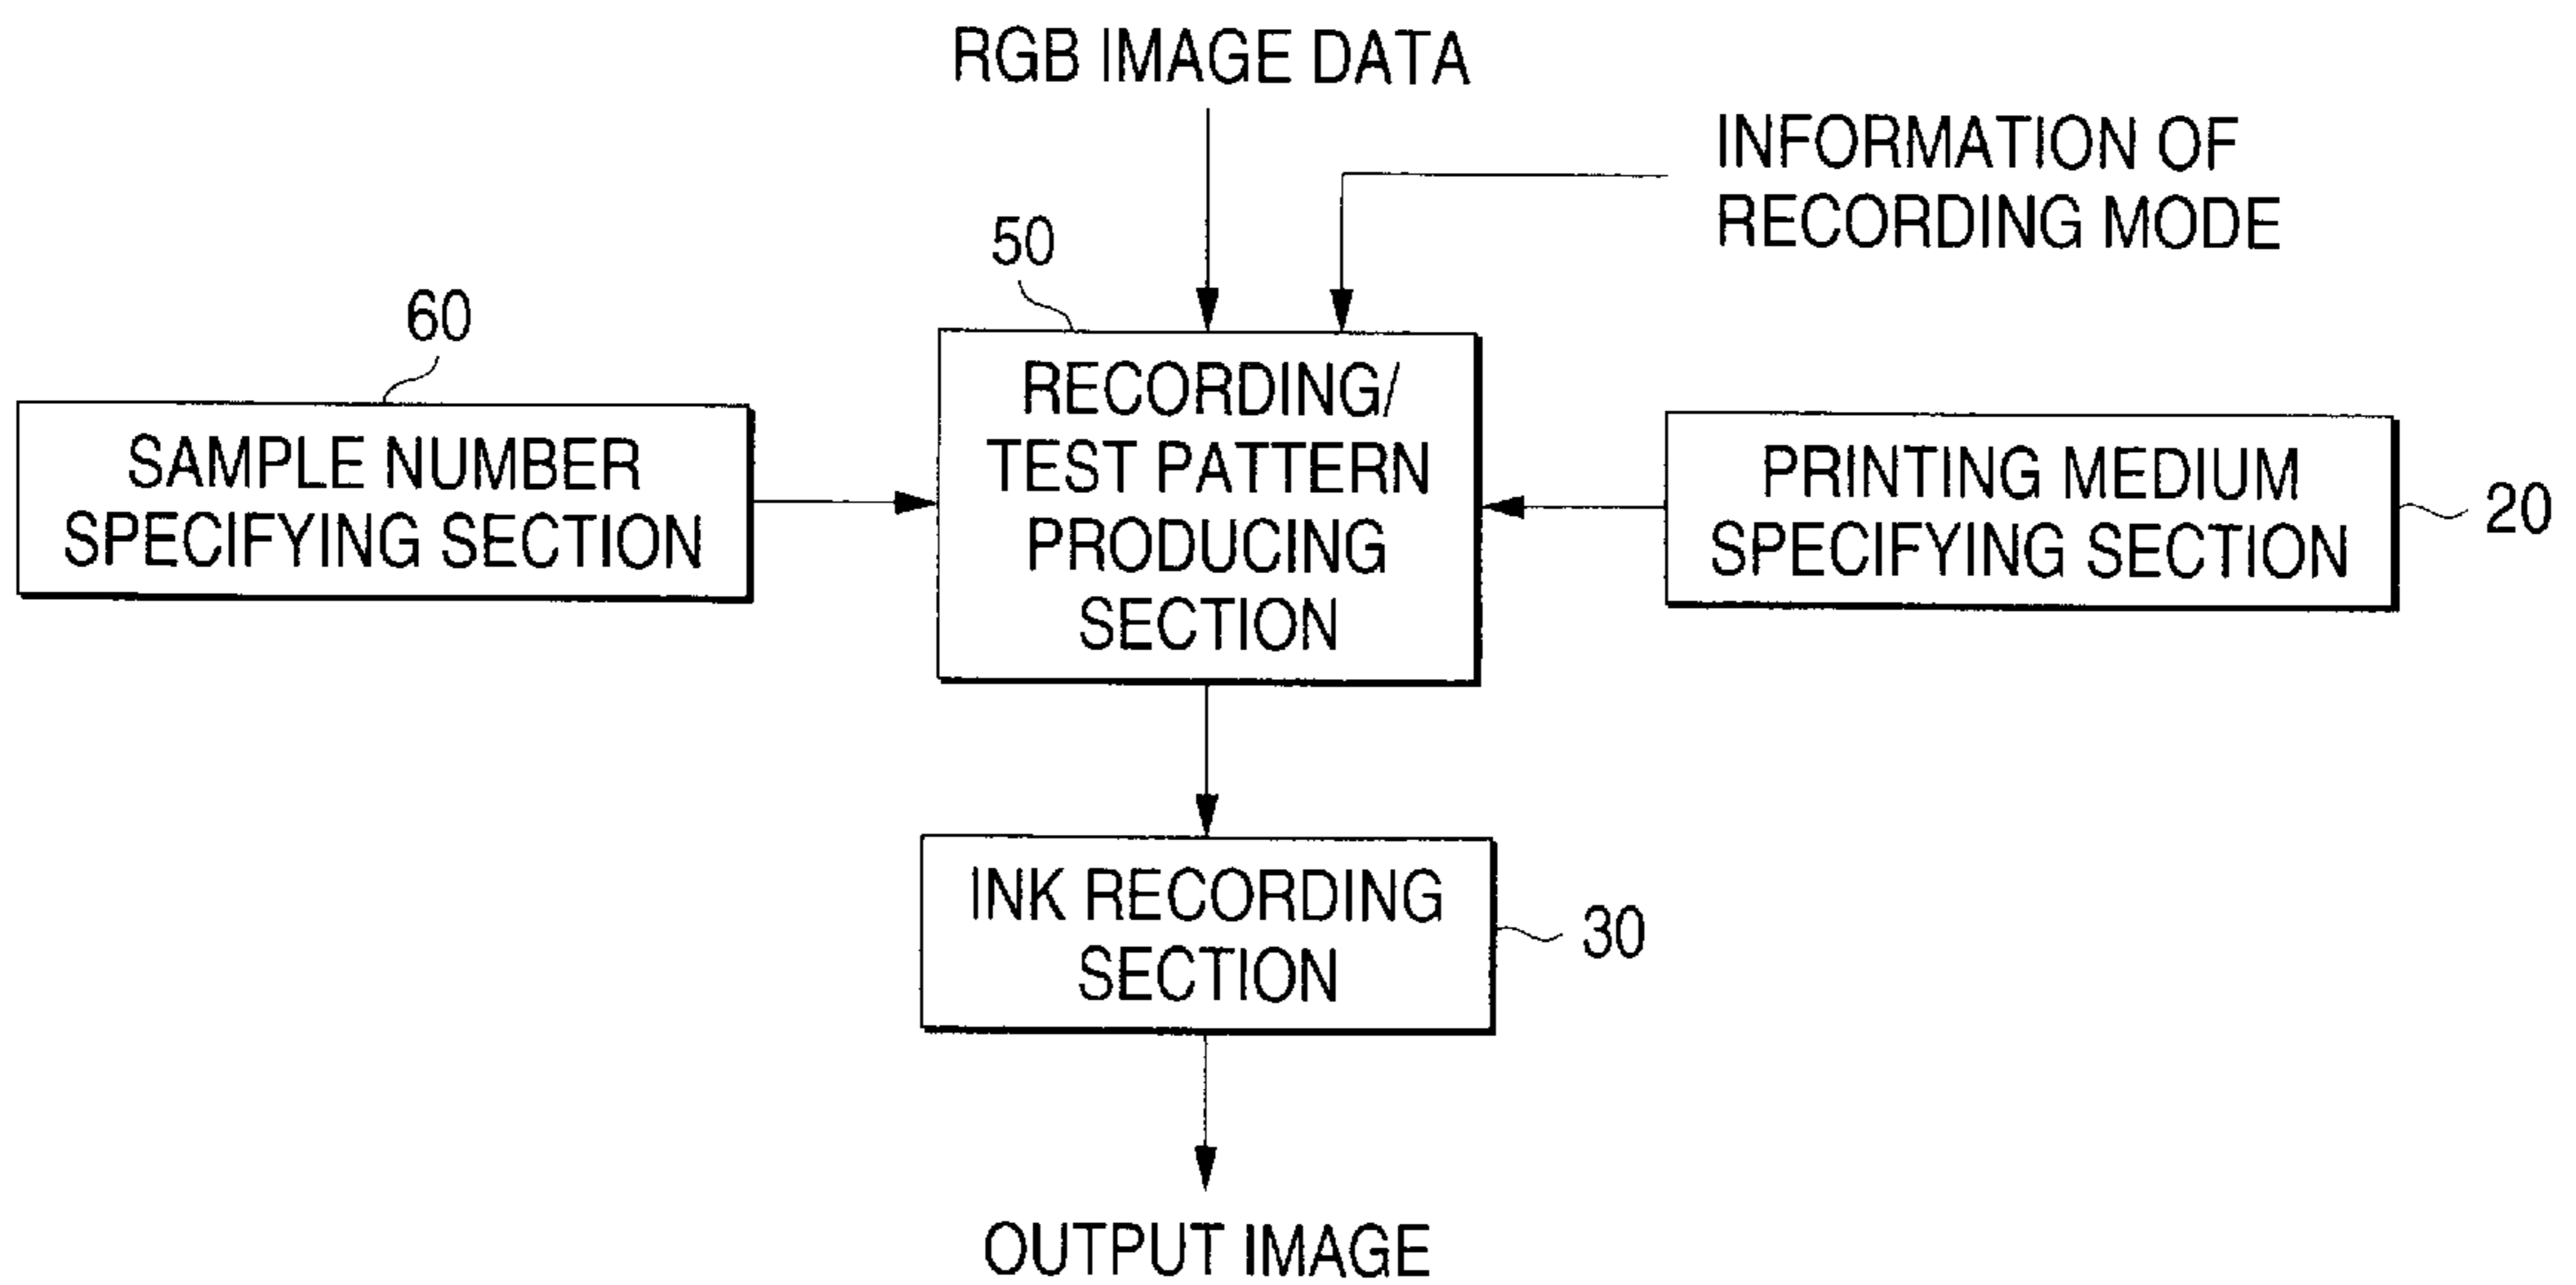 RGB IMAGE DATA
INFORMATION OF
RECORDING MODE
50
60
RECORDING/
TEST PATTERN
PRODUCING
SECTION
SAMPLE NUMBER
SPECIFYING SECTION
PRINTING MEDIUM
SPECIFYING SECTION
20
INK RECORDING
SECTION
30
OUTPUT IMAGE